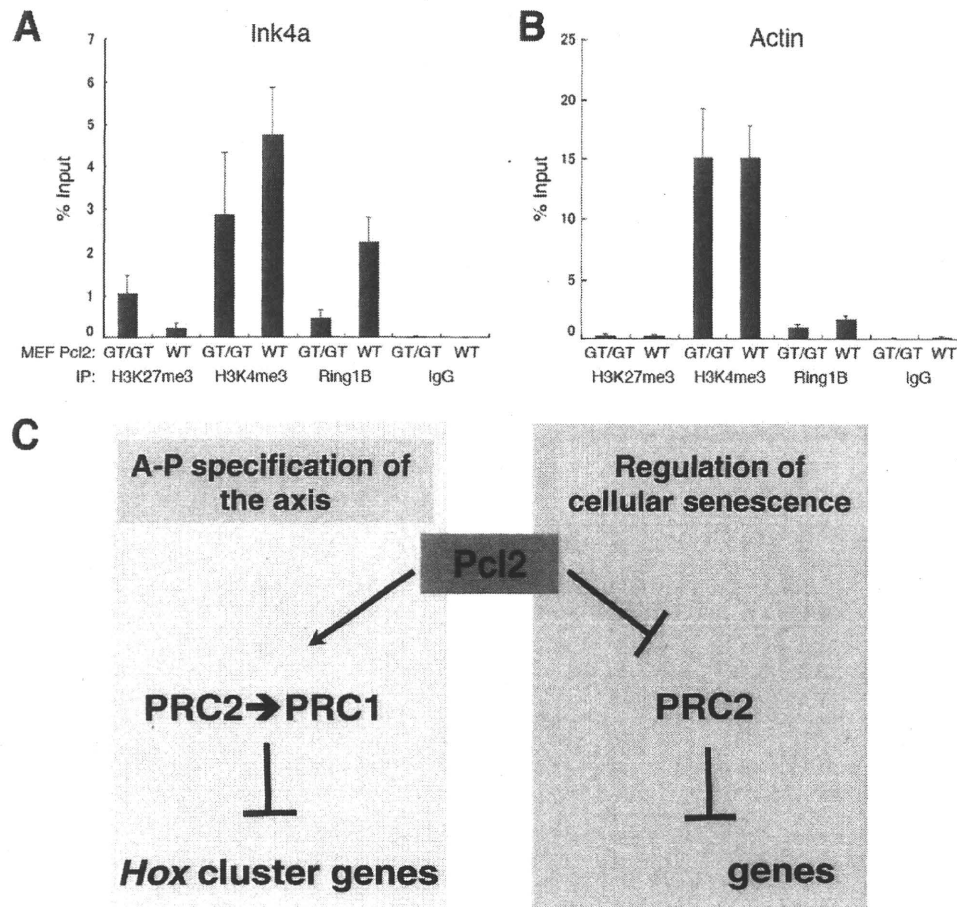 A
Ink4a
7
6
5
4
3
2
1
0
% Input
MEF Pcl2: GT/GT WT GT/GT WT GT/GT WT GT/GT WT
IP: H3K27me3 H3K4me3 Ring1B IgG
B
Actin
25
20
15
10
5
0
% Input
GT/GT WT GT/GT WT GT/GT WT GT/GT WT
H3K27me3 H3K4me3 Ring1B IgG
C
A-P specification of
the axis
Regulation of
cellular senescence
Pcl2
PRC2➔PRC1
PRC2
Hox cluster genes
genes